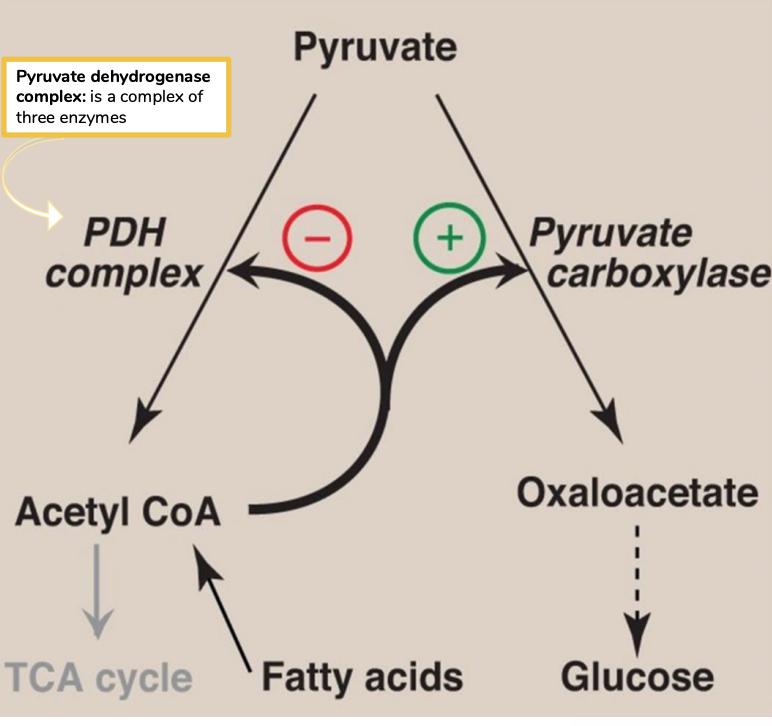 Pyruvate
Pyruvate dehydrogenase
complex: is a complex of
three enzymes
PDH
complex
−
+
Pyruvate
carboxylase
Acetyl CoA
Oxaloacetate
TCA cycle
Fatty acids
Glucose